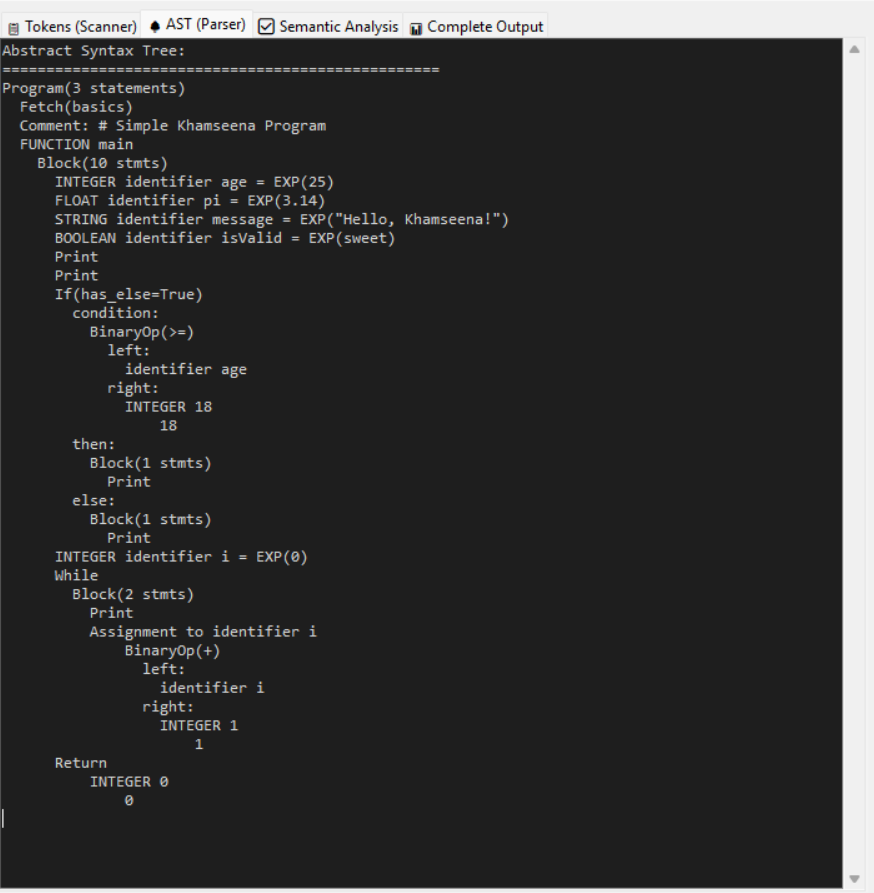 Tokens (Scanner) AST (Parser) Semantic Analysis Complete Output
Abstract Syntax Tree:
==================================================
Program(3 statements)
  Fetch(basics)
  Comment: # Simple Khamseena Program
  FUNCTION main
    Block(10 stmts)
      INTEGER identifier age = EXP(25)
      FLOAT identifier pi = EXP(3.14)
      STRING identifier message = EXP("Hello, Khamseena!")
      BOOLEAN identifier isValid = EXP(sweet)
      Print
      Print
      If(has_else=True)
        condition:
          BinaryOp(>=)
            left:
              identifier age
            right:
              INTEGER 18
                  18
        then:
          Block(1 stmts)
            Print
        else:
          Block(1 stmts)
            Print
      INTEGER identifier i = EXP(0)
      While
        Block(2 stmts)
          Print
          Assignment to identifier i
              BinaryOp(+)
                left:
                  identifier i
                right:
                  INTEGER 1
                      1
      Return
          INTEGER 0
              0